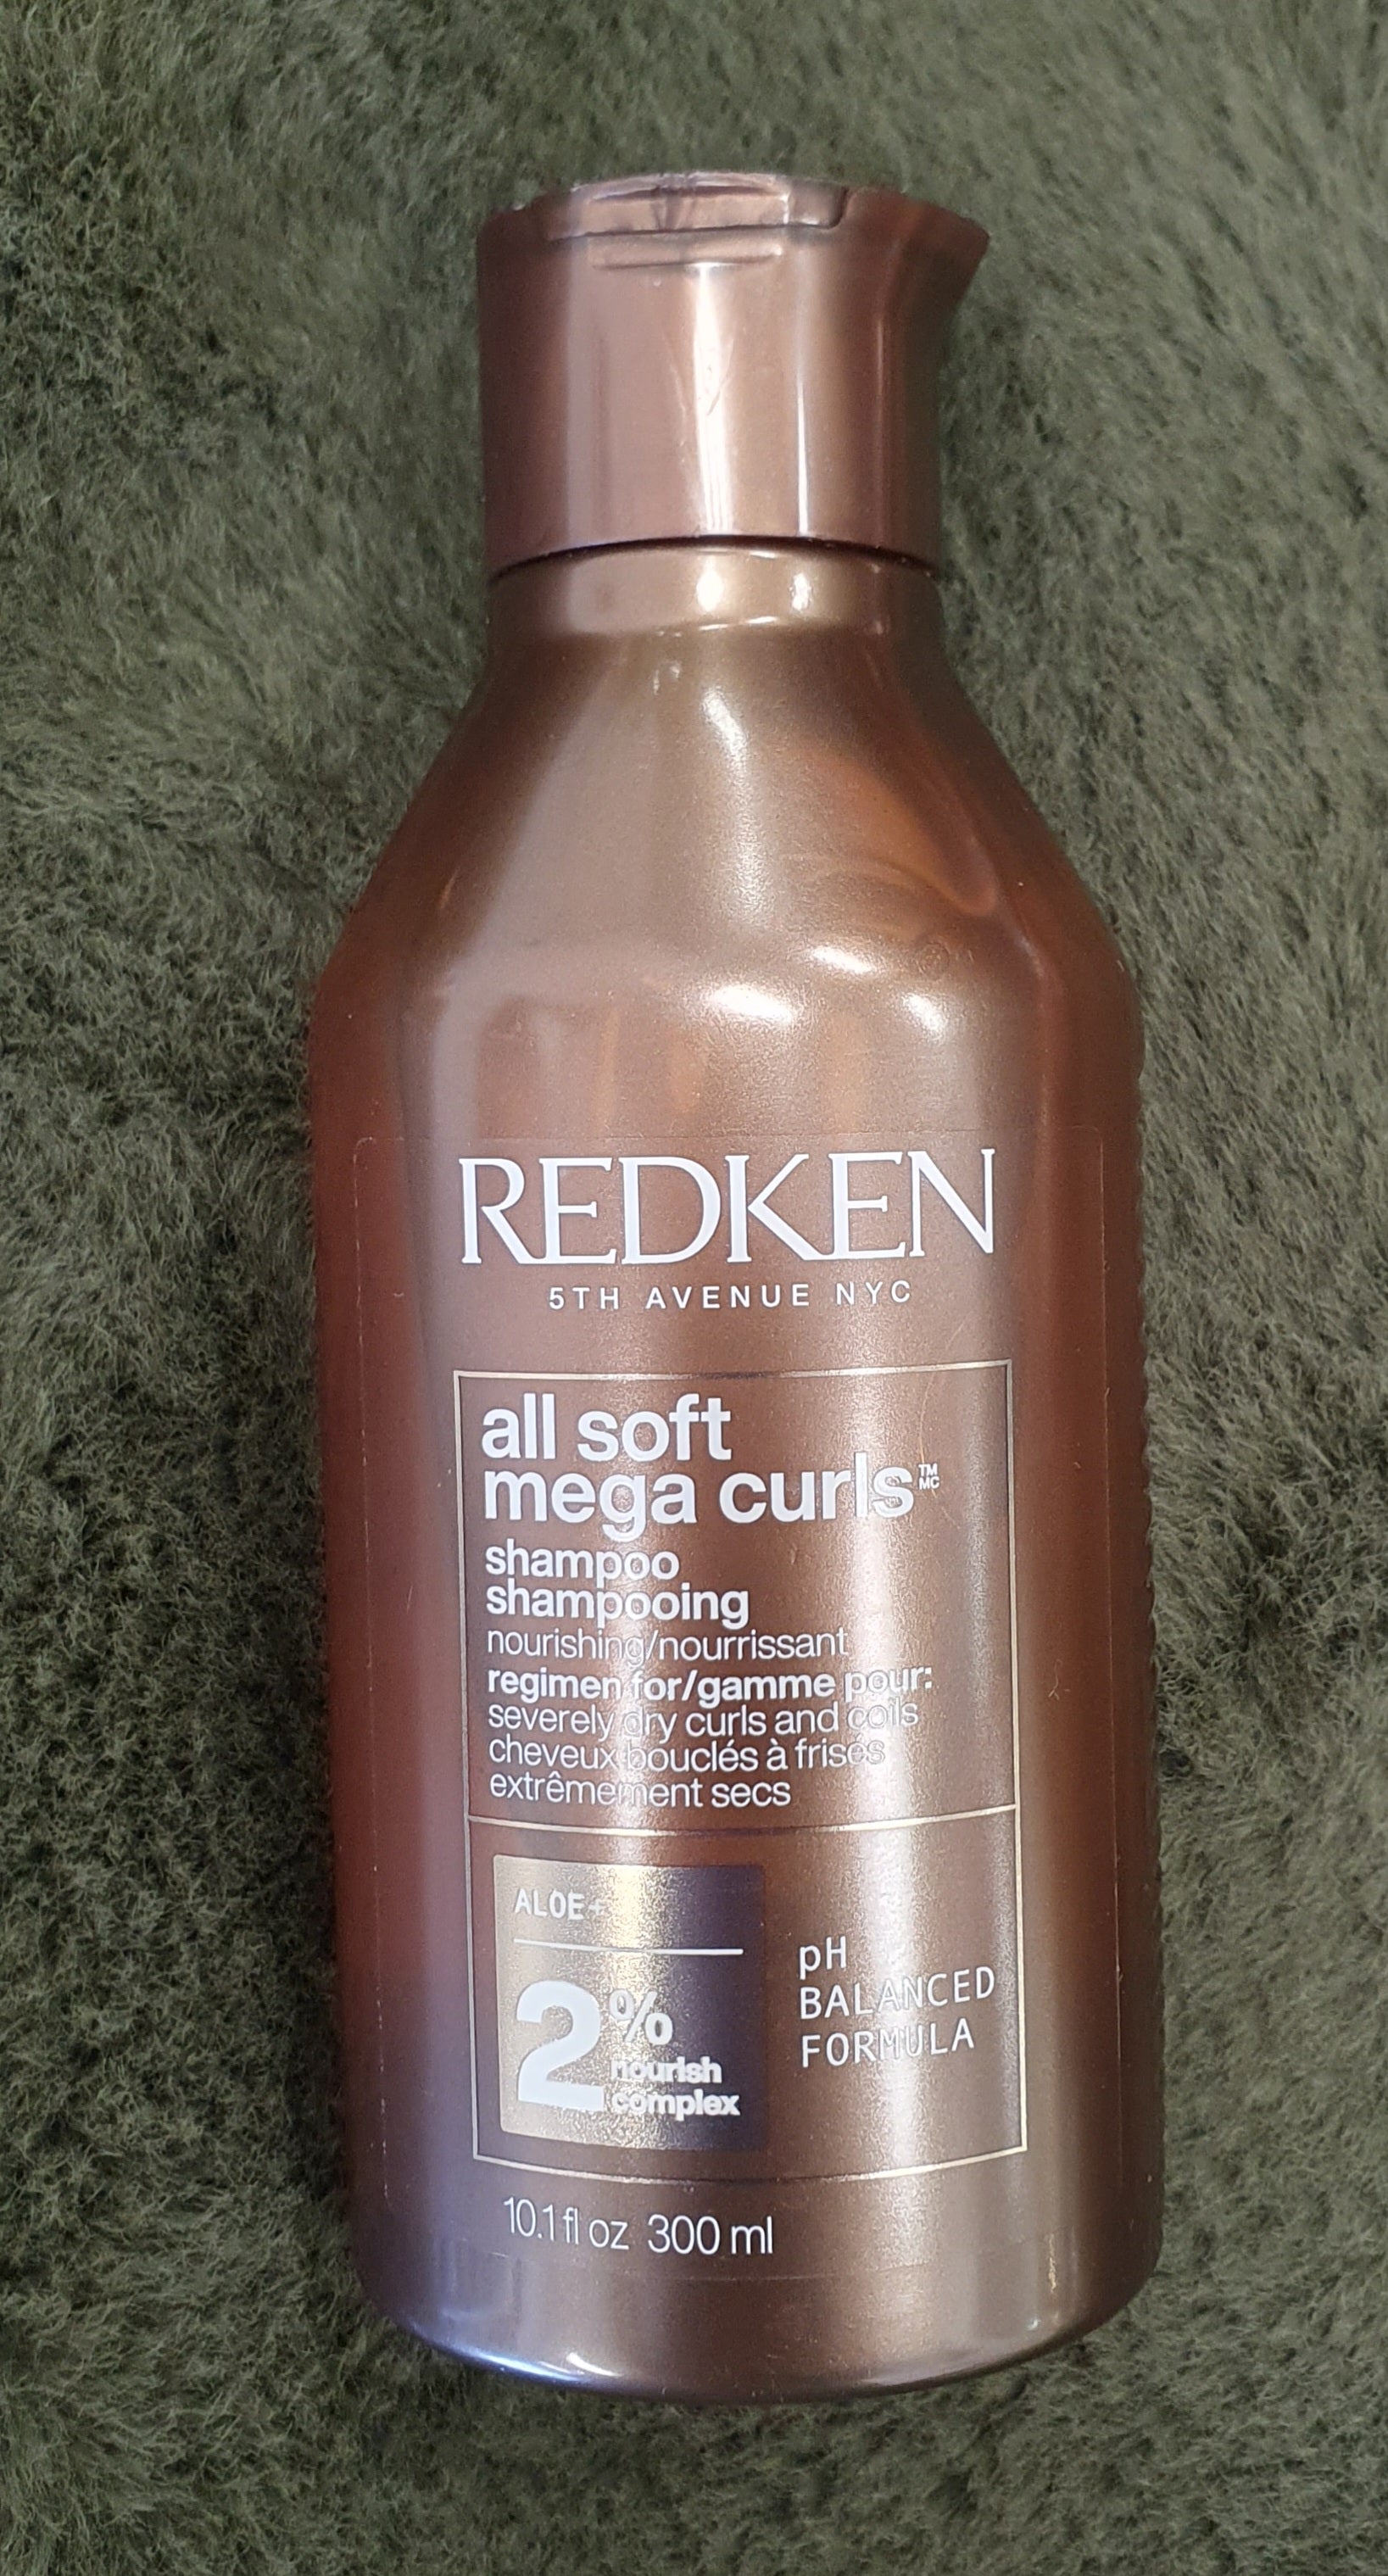 REDKEN
5TH AVENUE NYC
all soft
mega curls™ MC
shampoo
shampooing
nourishing/nourrissant
regimen for/gamme pour:
severely dry curls and coils
cheveux bouclés à frisés
extrêmement secs
ALOE+
2%
nourish
complex
pH
BALANCED
FORMULA
10.1 fl oz 300 ml